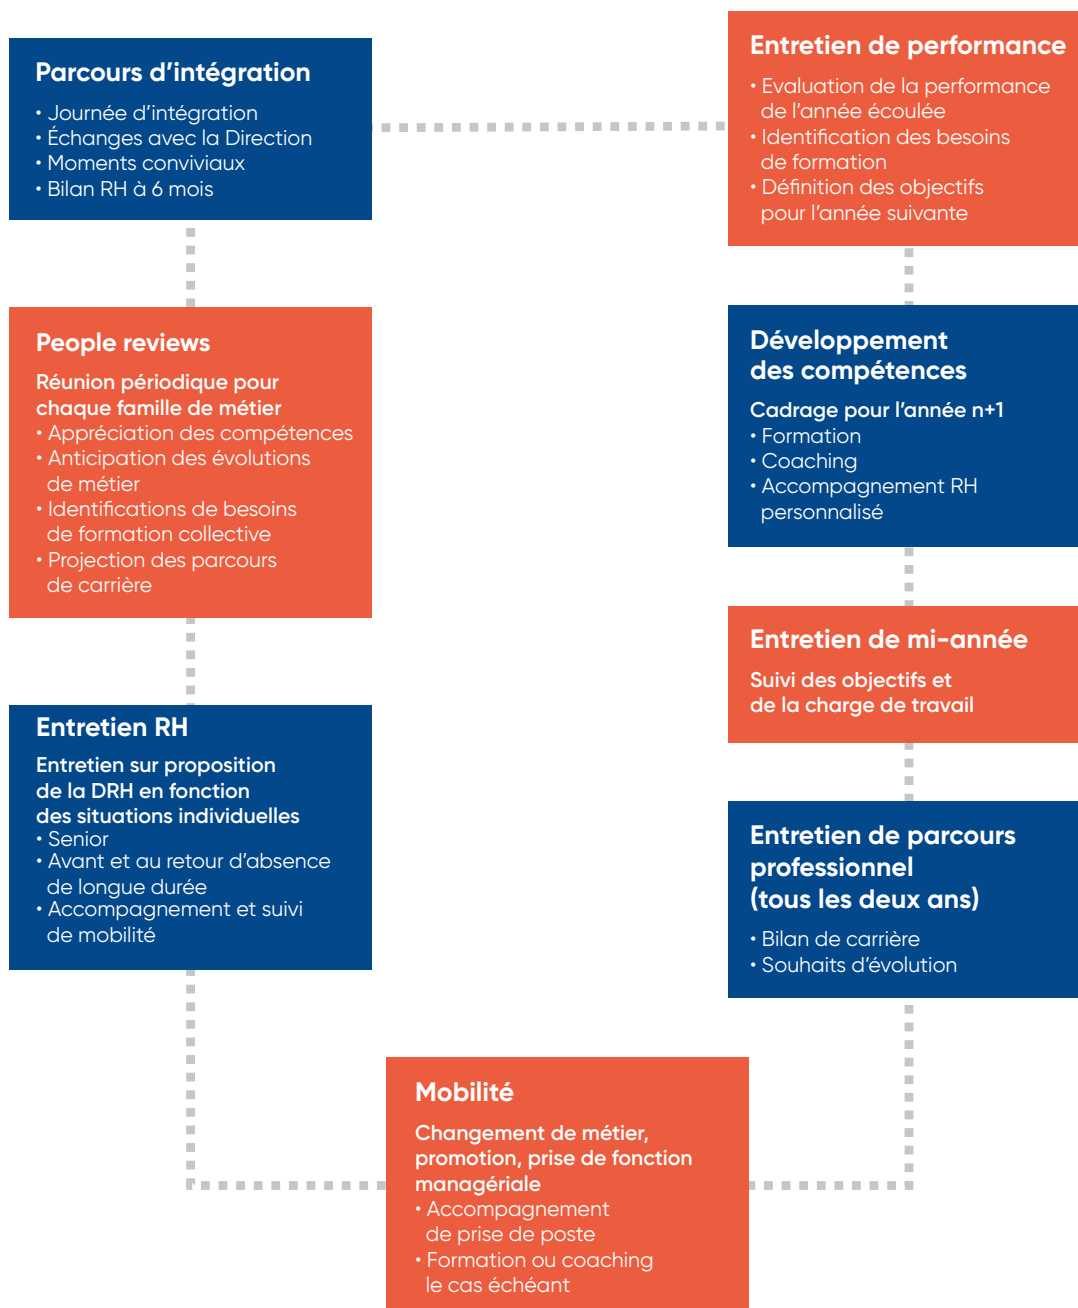 Parcours d’intégration
• Journée d’intégration
• Échanges avec la Direction
• Moments conviviaux
• Bilan RH à 6 mois
Entretien de performance
• Evaluation de la performance
de l’année écoulée
• Identification des besoins
de formation
• Définition des objectifs
pour l’année suivante
People reviews
Réunion périodique pour
chaque famille de métier
• Appréciation des compétences
• Anticipation des évolutions
de métier
• Identifications de besoins
de formation collective
• Projection des parcours
de carrière
Développement
des compétences
Cadrage pour l’année n+1
• Formation
• Coaching
• Accompagnement RH
personnalisé
Entretien de mi-année
Suivi des objectifs et
de la charge de travail
Entretien RH
Entretien sur proposition
de la DRH en fonction
des situations individuelles
• Senior
• Avant et au retour d’absence
de longue durée
• Accompagnement et suivi
de mobilité
Entretien de parcours
professionnel
(tous les deux ans)
• Bilan de carrière
• Souhaits d’évolution
Mobilité
Changement de métier,
promotion, prise de fonction
managériale
• Accompagnement
de prise de poste
• Formation ou coaching
le cas échéant